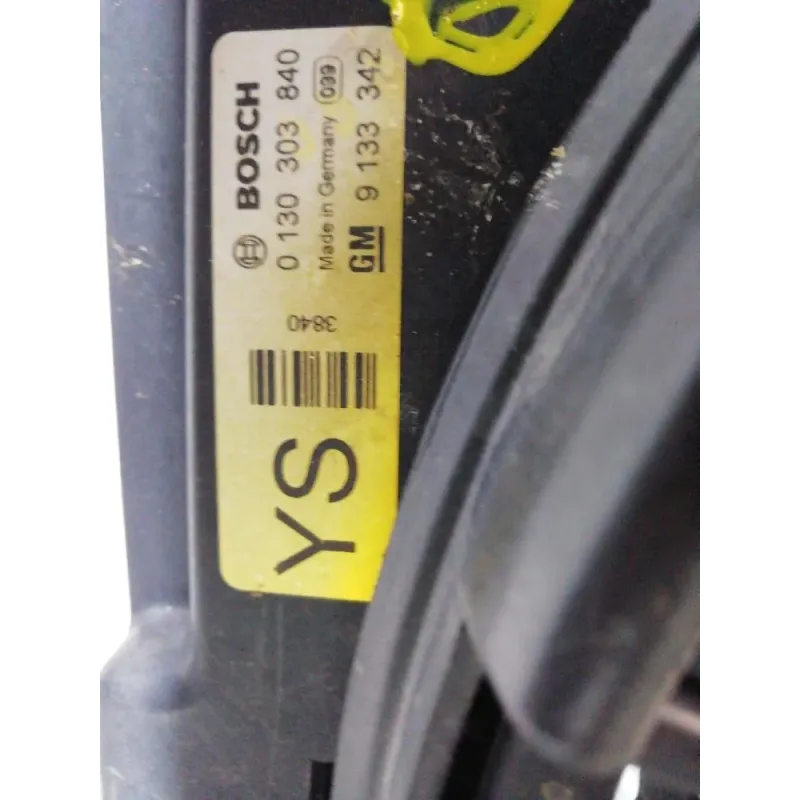 BOSCH
0 130 303 840
Made in Germany 039
GM 9 133 342
3840
YS